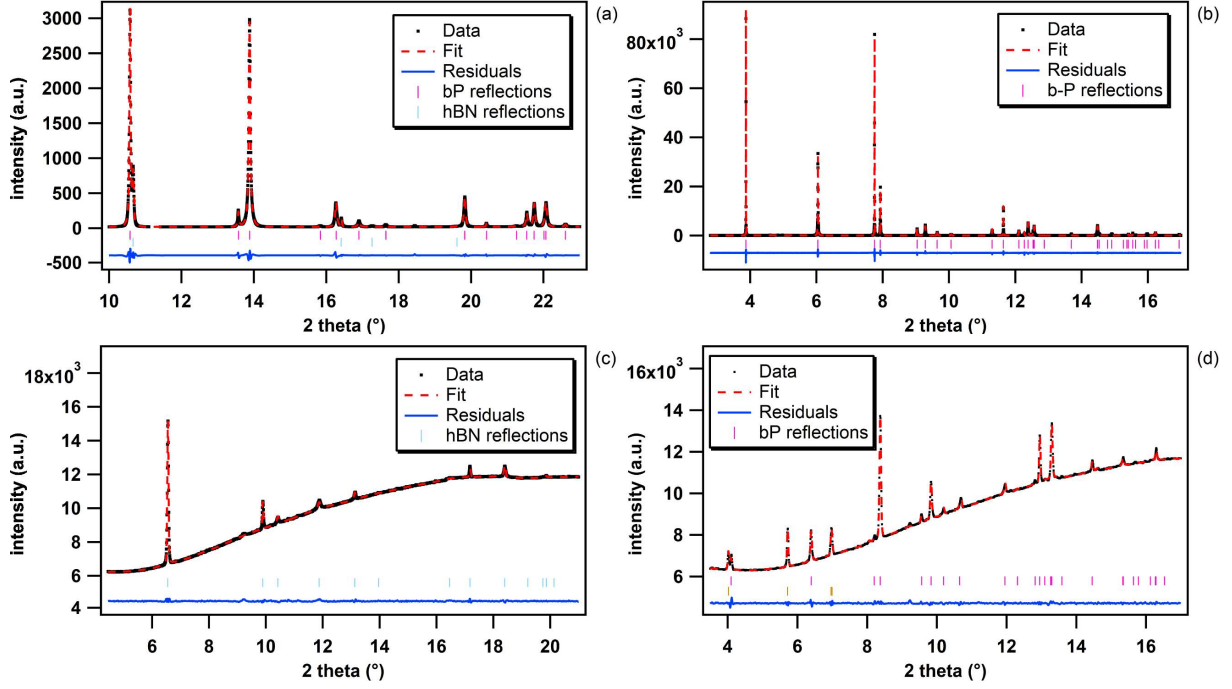 (a)
intensity (a.u.)
3000
2500
2000
1500
1000
500
0
-500
Data
Fit
Residuals
bP reflections
hBN reflections
10 12 14 16 18 20 22
2 theta (°)
(b)
intensity (a.u.)
80x10³
60
40
20
0
Data
Fit
Residuals
b-P reflections
4 6 8 10 12 14 16
2 theta (°)
(c)
intensity (a.u.)
18x10³
16
14
12
10
8
6
4
Data
Fit
Residuals
hBN reflections
6 8 10 12 14 16 18 20
2 theta (°)
(d)
intensity (a.u.)
16x10³
14
12
10
8
6
Data
Fit
Residuals
bP reflections
4 6 8 10 12 14 16
2 theta (°)